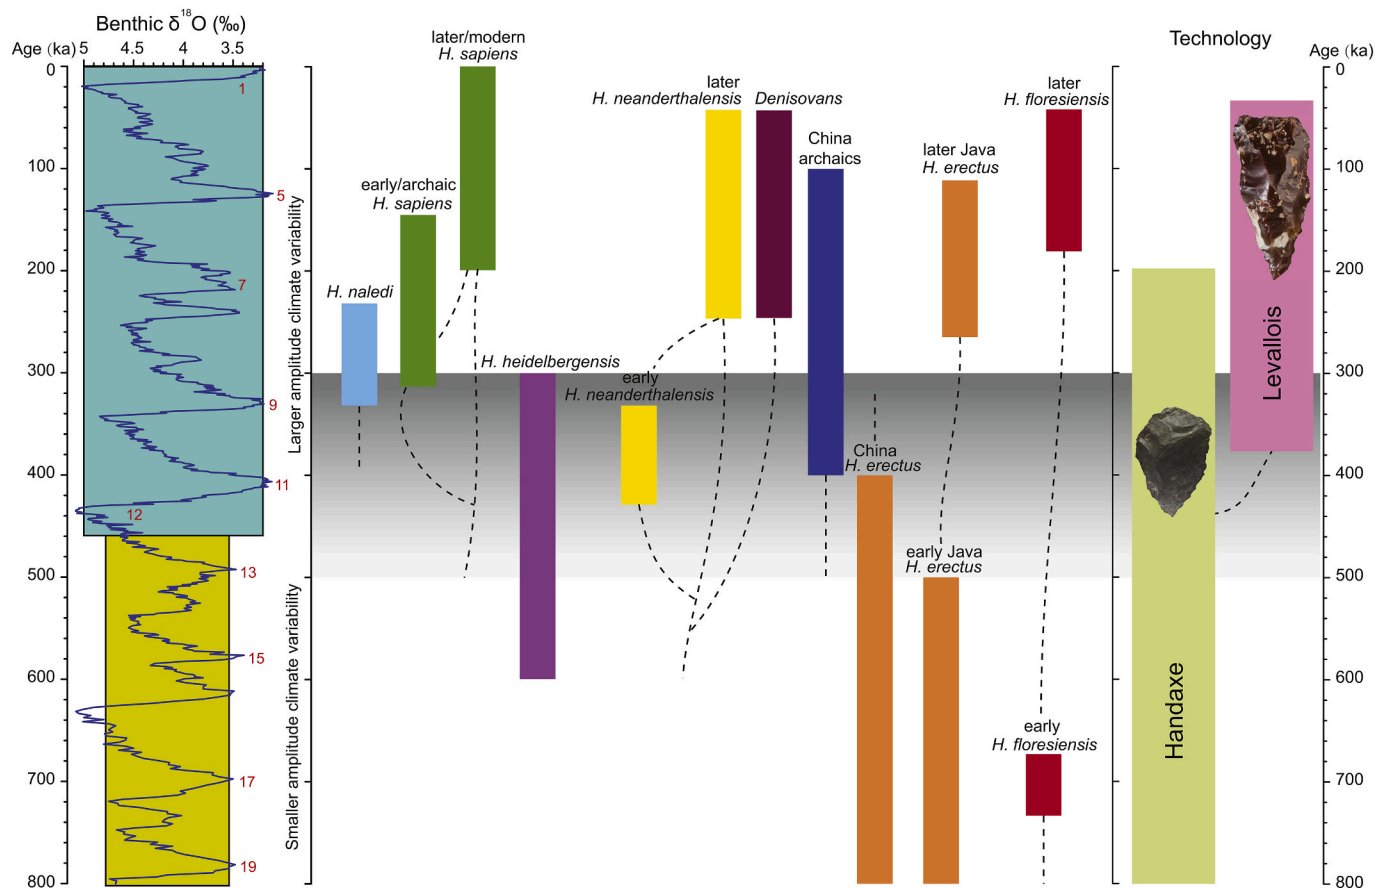 Benthic δ18O (‰)
Age (ka)
5
4.5
4
3.5
0
100
200
300
400
500
600
700
800
1
5
7
9
11
12
13
15
17
19
Larger amplitude climate variability
Smaller amplitude climate variability
later/modern
H. sapiens
early/archaic
H. sapiens
H. naledi
H. heidelbergensis
later
H. neanderthalensis
early
H. neanderthalensis
Denisovans
China
archaics
China
H. erectus
later Java
H. erectus
early Java
H. erectus
later
H. floresiensis
early
H. floresiensis
Technology
Handaxe
Levallois
Age (ka)
0
100
200
300
400
500
600
700
800